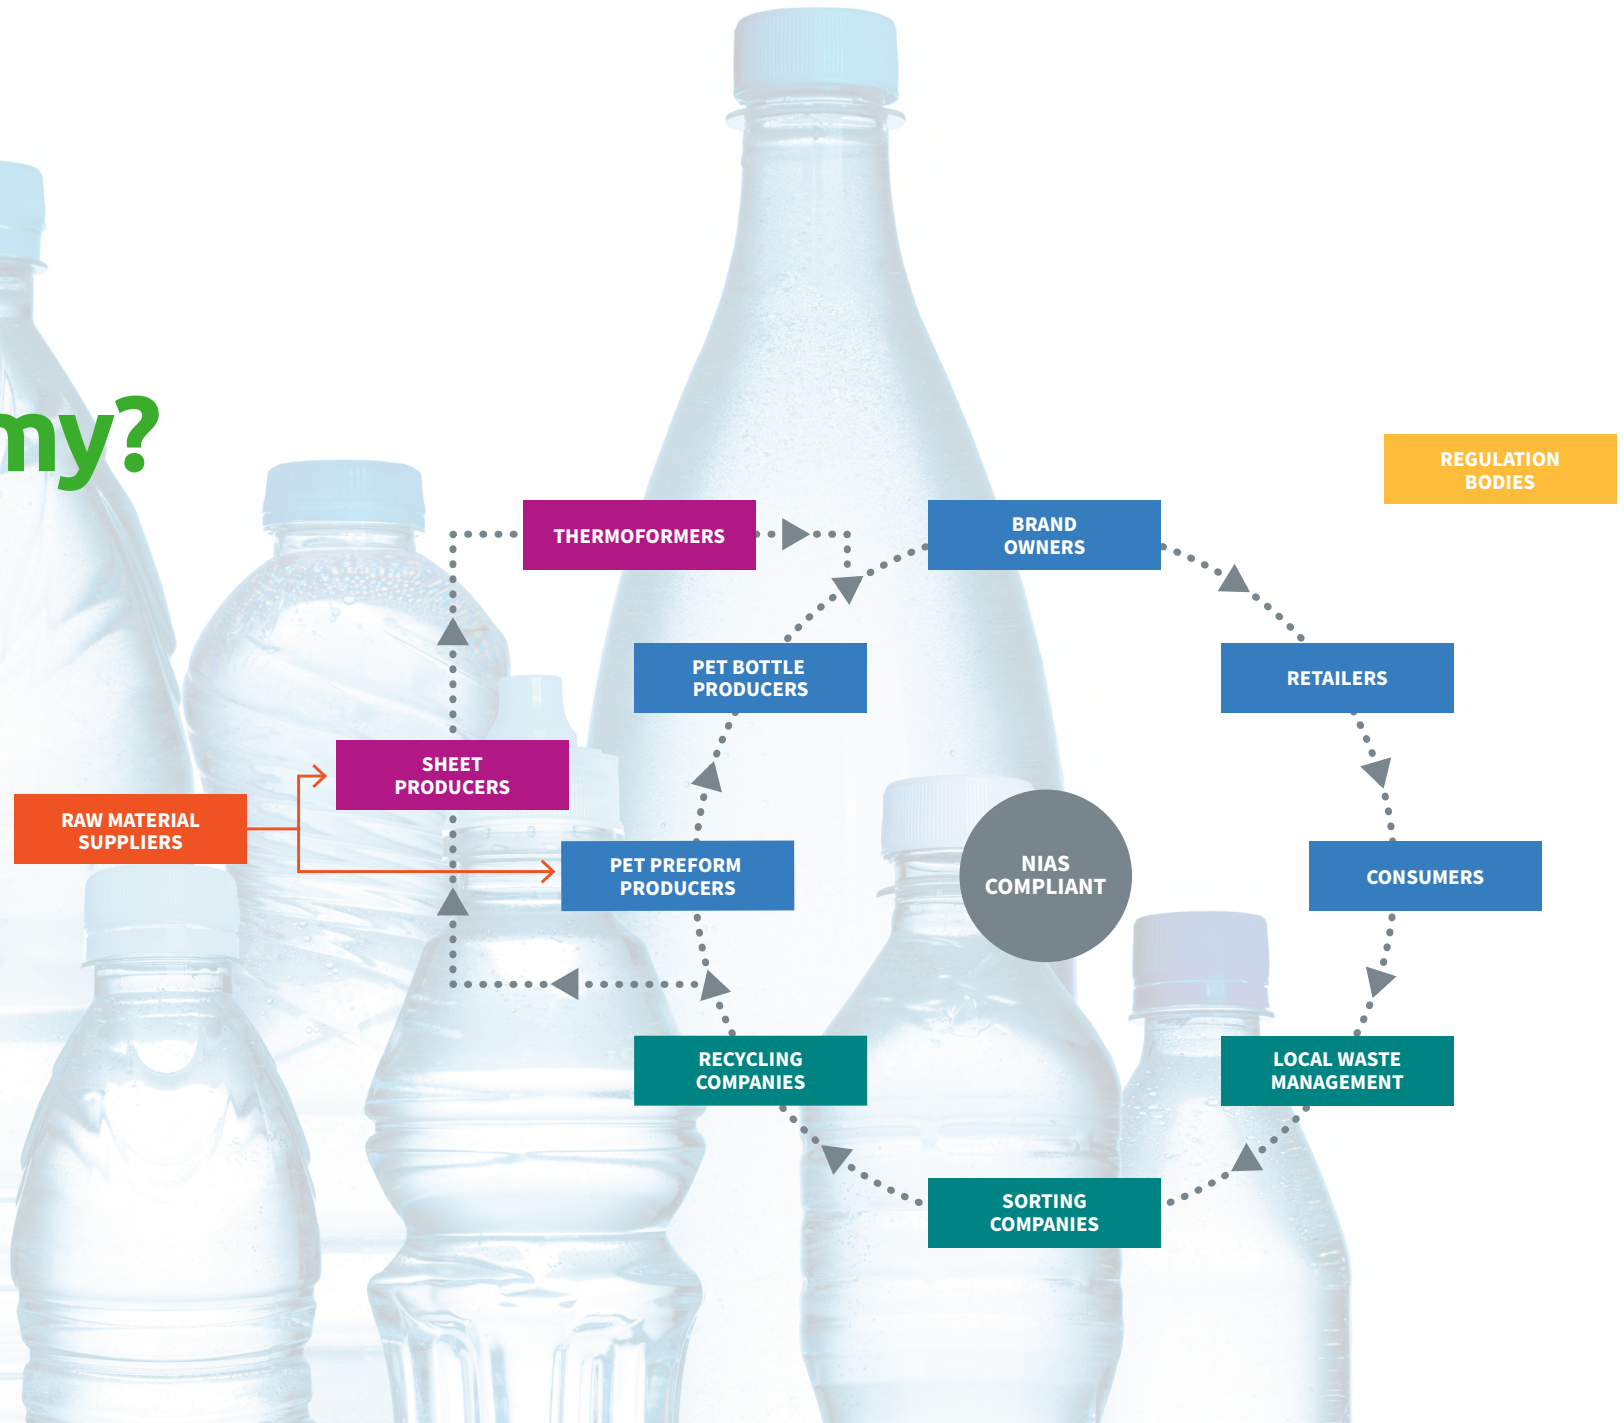 my?
REGULATION
BODIES
THERMOFORMERS
BRAND
OWNERS
PET BOTTLE
PRODUCERS
RETAILERS
SHEET
PRODUCERS
RAW MATERIAL
SUPPLIERS
PET PREFORM
PRODUCERS
NIAS
COMPLIANT
CONSUMERS
RECYCLING
COMPANIES
LOCAL WASTE
MANAGEMENT
SORTING
COMPANIES